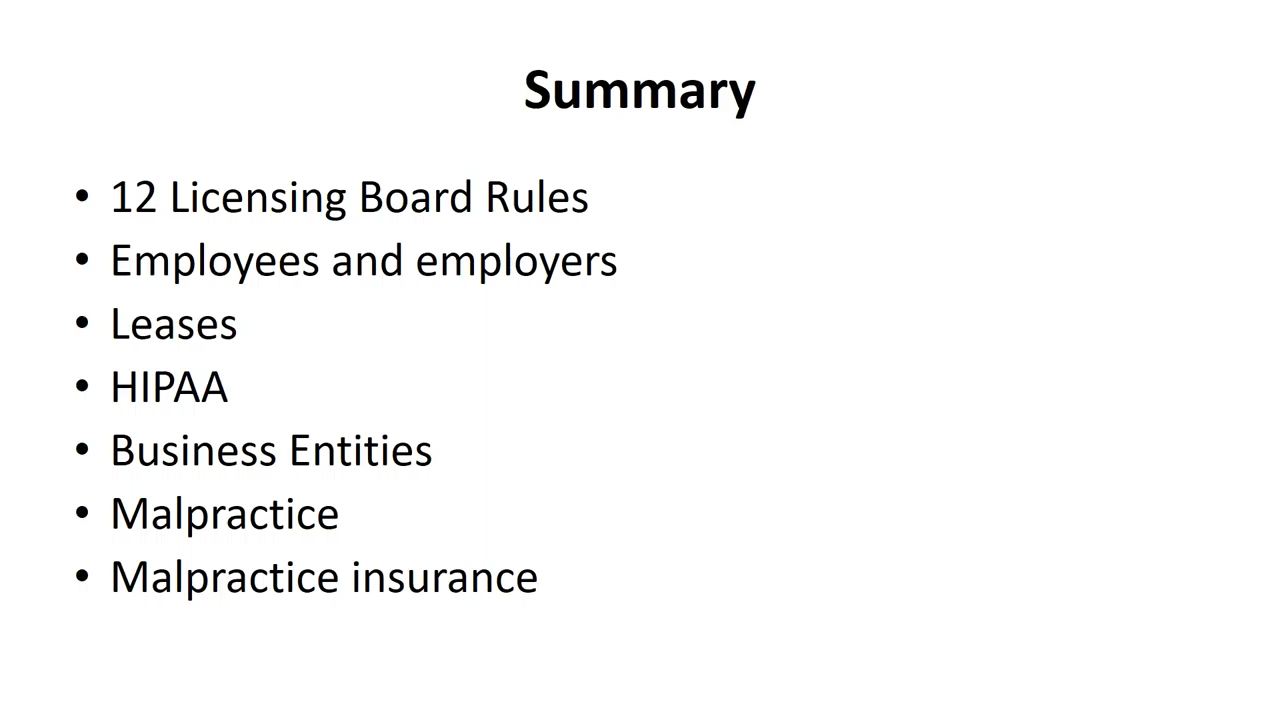 Summary
• 12 Licensing Board Rules
• Employees and employers
• Leases
• HIPAA
• Business Entities
• Malpractice
• Malpractice insurance